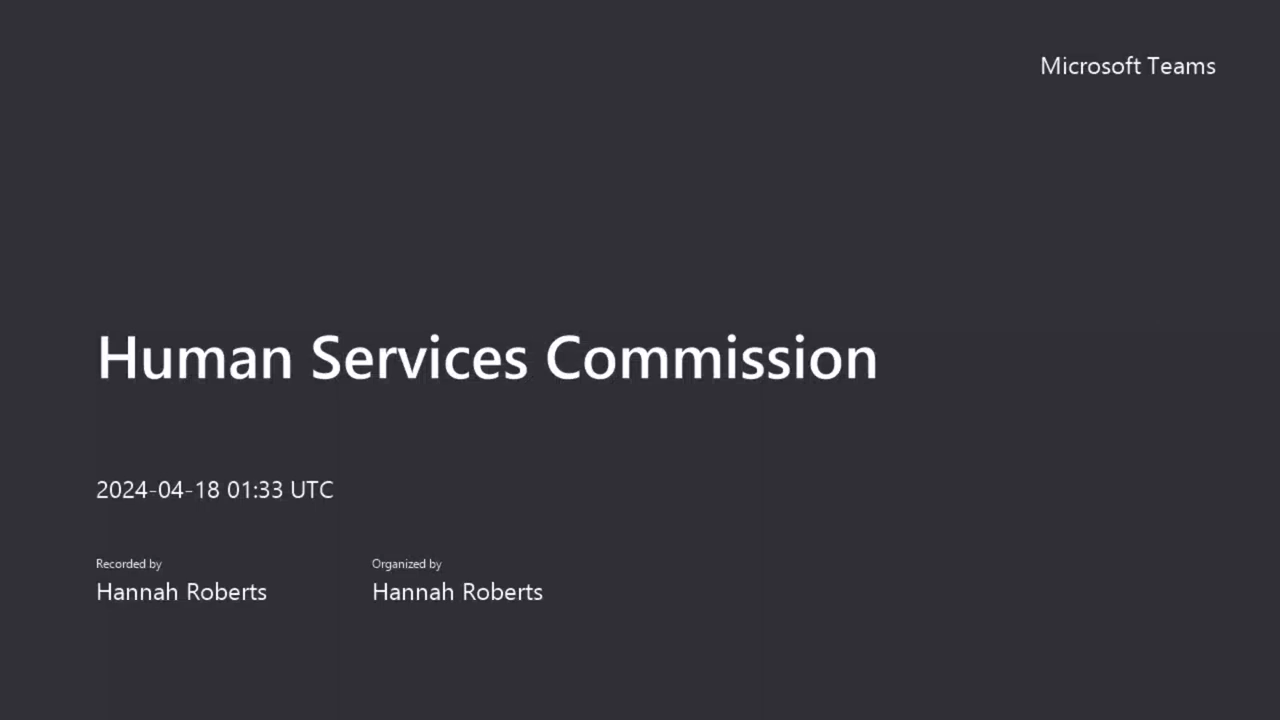 Microsoft Teams
Human Services Commission
2024-04-18 01:33 UTC
Recorded by
Hannah Roberts
Organized by
Hannah Roberts